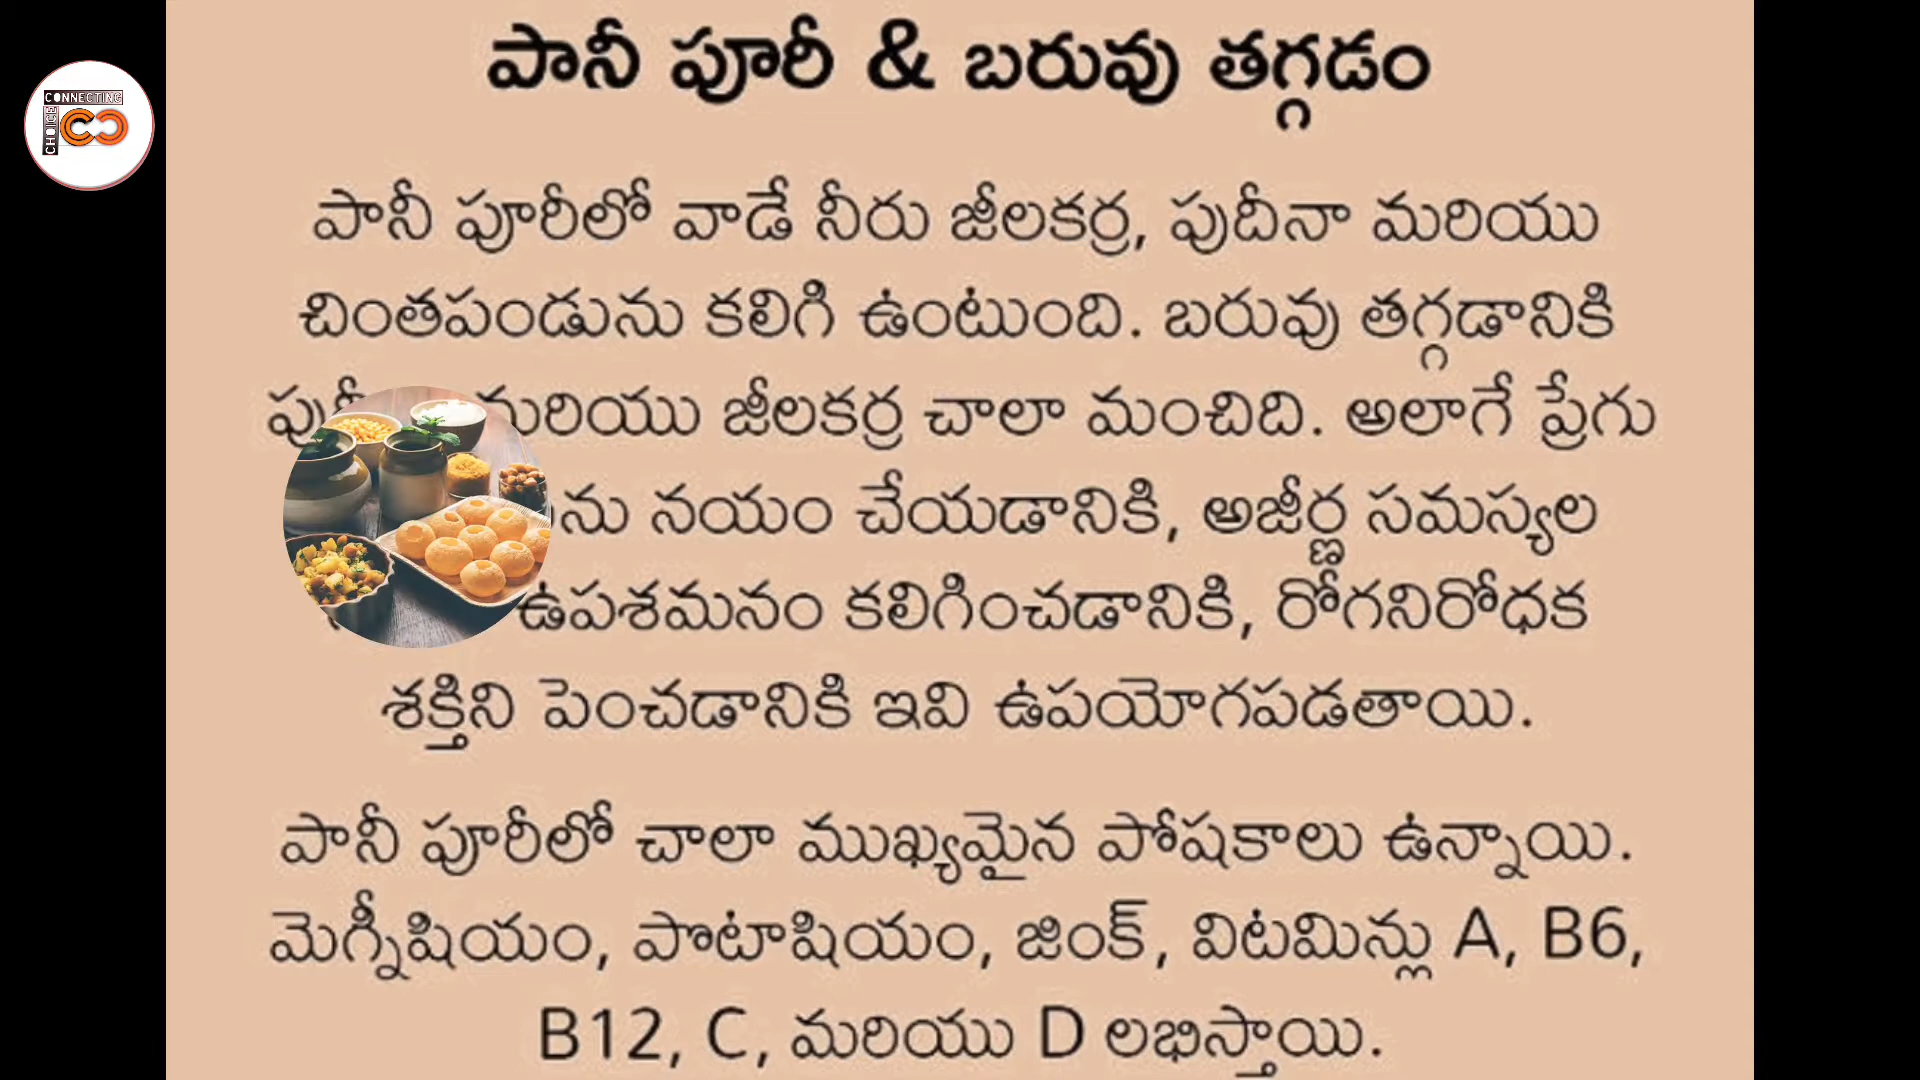 CONNECTING
CHOICE
పానీ పూరీ & బరువు తగ్గడం
పానీ పూరీలో వాడే నీరు జీలకర్ర, పుదీనా మరియు
చింతపండును కలిగి ఉంటుంది. బరువు తగ్గడానికి
మరియు జీలకర్ర చాలా మంచిది. అలాగే ప్రేగు
ను నయం చేయడానికి, అజీర్ణ సమస్యల
ఉపశమనం కలిగించడానికి, రోగనిరోధక
శక్తిని పెంచడానికి ఇవి ఉపయోగపడతాయి.
పానీ పూరీలో చాలా ముఖ్యమైన పోషకాలు ఉన్నాయి.
మెగ్నీషియం, పొటాషియం, జింక్, విటమిన్లు A, B6,
B12, C, మరియు D లభిస్తాయి.